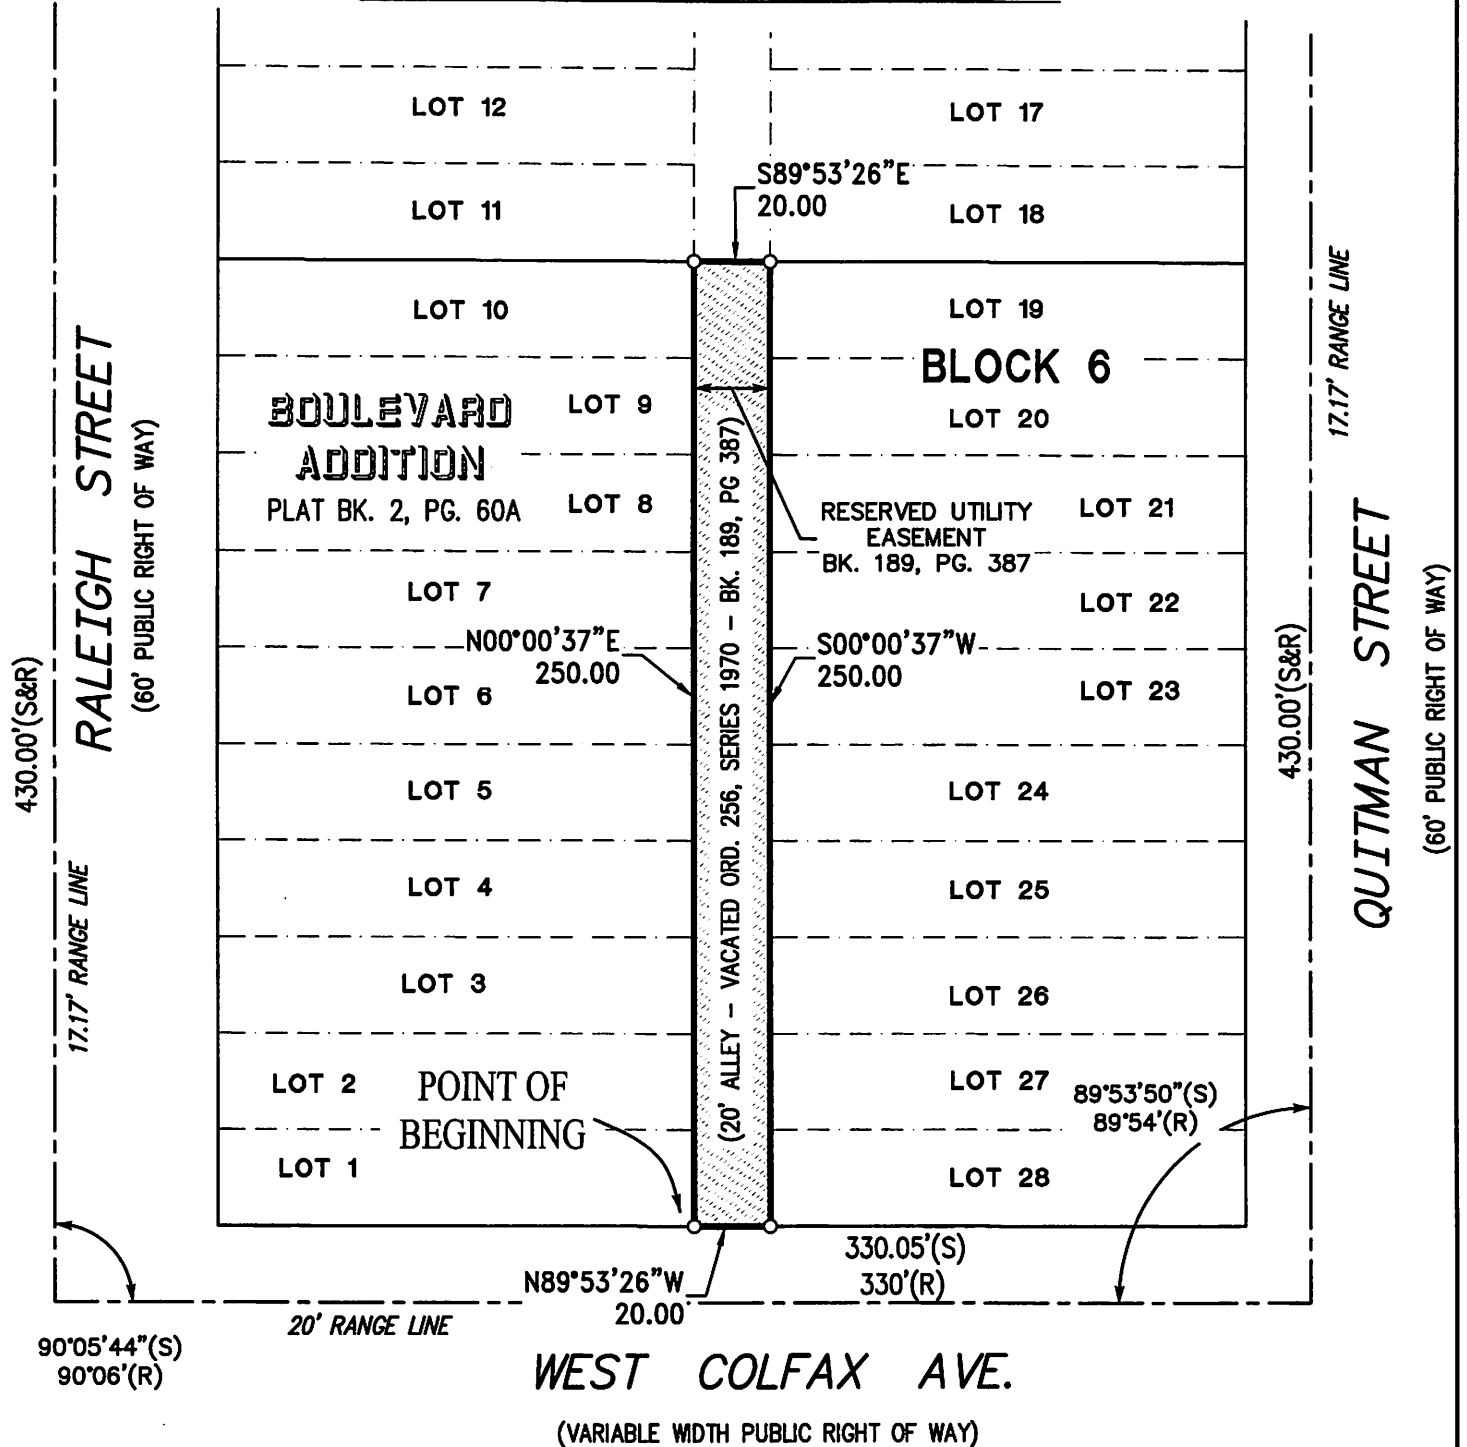 LOT 12
LOT 17
S89°53'26"E
20.00
LOT 11
LOT 18
LOT 10
LOT 19
17.17' RANGE LINE
BLOCK 6
BOULEVARD
ADDITION
PLAT BK. 2, PG. 60A
LOT 9
LOT 20
LOT 8
RESERVED UTILITY
EASEMENT
BK. 189, PG. 387
LOT 21
RALEIGH STREET
(60' PUBLIC RIGHT OF WAY)
430.00'(S&R)
17.17' RANGE LINE
LOT 7
LOT 22
N00°00'37"E
250.00
S00°00'37"W
250.00
(20' ALLEY – VACATED ORD. 256, SERIES 1970 – BK. 189, PG 387)
LOT 6
LOT 23
430.00'(S&R)
QUITMAN STREET
(60' PUBLIC RIGHT OF WAY)
LOT 5
LOT 24
LOT 4
LOT 25
LOT 3
LOT 26
LOT 2
POINT OF
BEGINNING
LOT 27
89°53'50"(S)
89°54'(R)
LOT 1
LOT 28
330.05'(S)
330'(R)
N89°53'26"W
20.00
20' RANGE LINE
90°05'44"(S)
90°06'(R)
WEST COLFAX AVE.
(VARIABLE WIDTH PUBLIC RIGHT OF WAY)